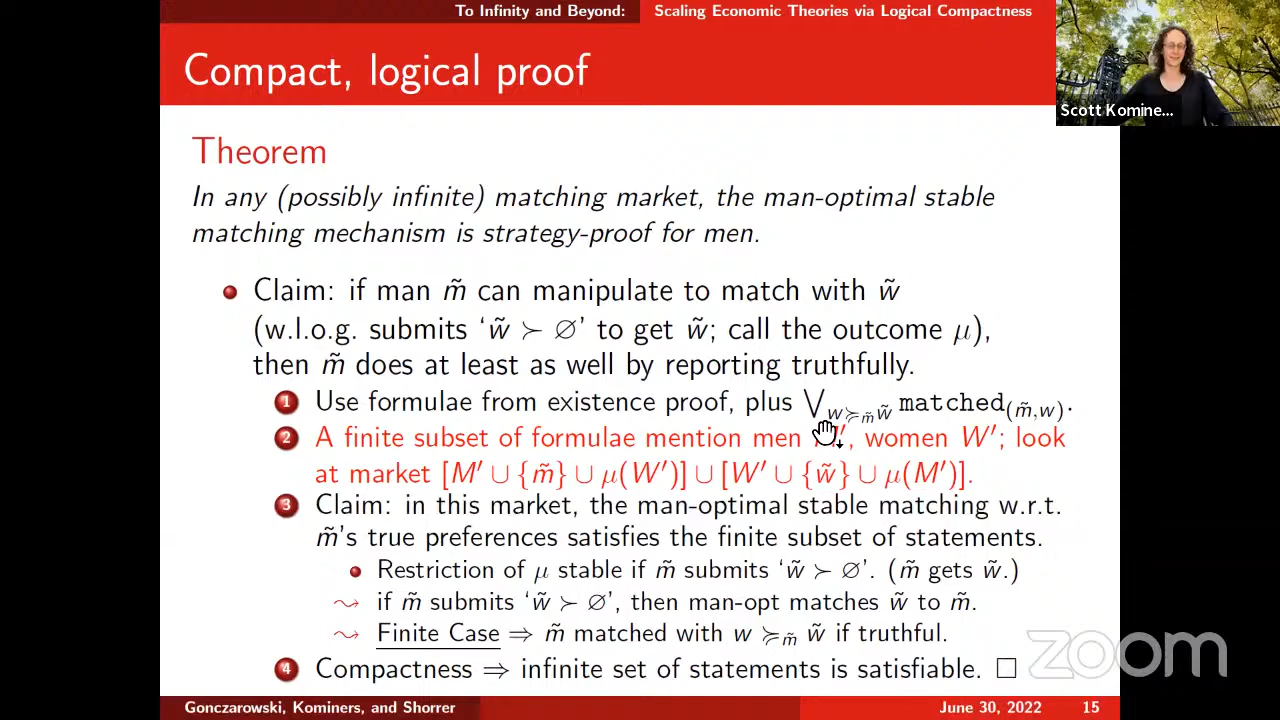 To Infinity and Beyond: Scaling Economic Theories via Logical Compactness
Compact, logical proof
Scott Komine...
Theorem
In any (possibly infinite) matching market, the man-optimal stable
matching mechanism is strategy-proof for men.
Claim: if man m̃ can manipulate to match with w̃
(w.l.o.g. submits ‘w̃ ≻ ∅’ to get w̃; call the outcome μ),
then m̃ does at least as well by reporting truthfully.
1 Use formulae from existence proof, plus ⋁_{w≽_{m̃}w̃} matched_{(m̃,w)}.
2 A finite subset of formulae mention men ′, women W′; look
at market [M′ ∪ {m̃} ∪ μ(W′)] ∪ [W′ ∪ {w̃} ∪ μ(M′)].
3 Claim: in this market, the man-optimal stable matching w.r.t.
m̃'s true preferences satisfies the finite subset of statements.
Restriction of μ stable if m̃ submits ‘w̃ ≻ ∅’. (m̃ gets w̃.)
⇝ if m̃ submits ‘w̃ ≻ ∅’, then man-opt matches w̃ to m̃.
⇝ Finite Case ⇒ m̃ matched with w ≽_{m̃} w̃ if truthful.
4 Compactness ⇒ infinite set of statements is satisfiable. □
zoom
Gonczarowski, Kominers, and Shorrer June 30, 2022 15